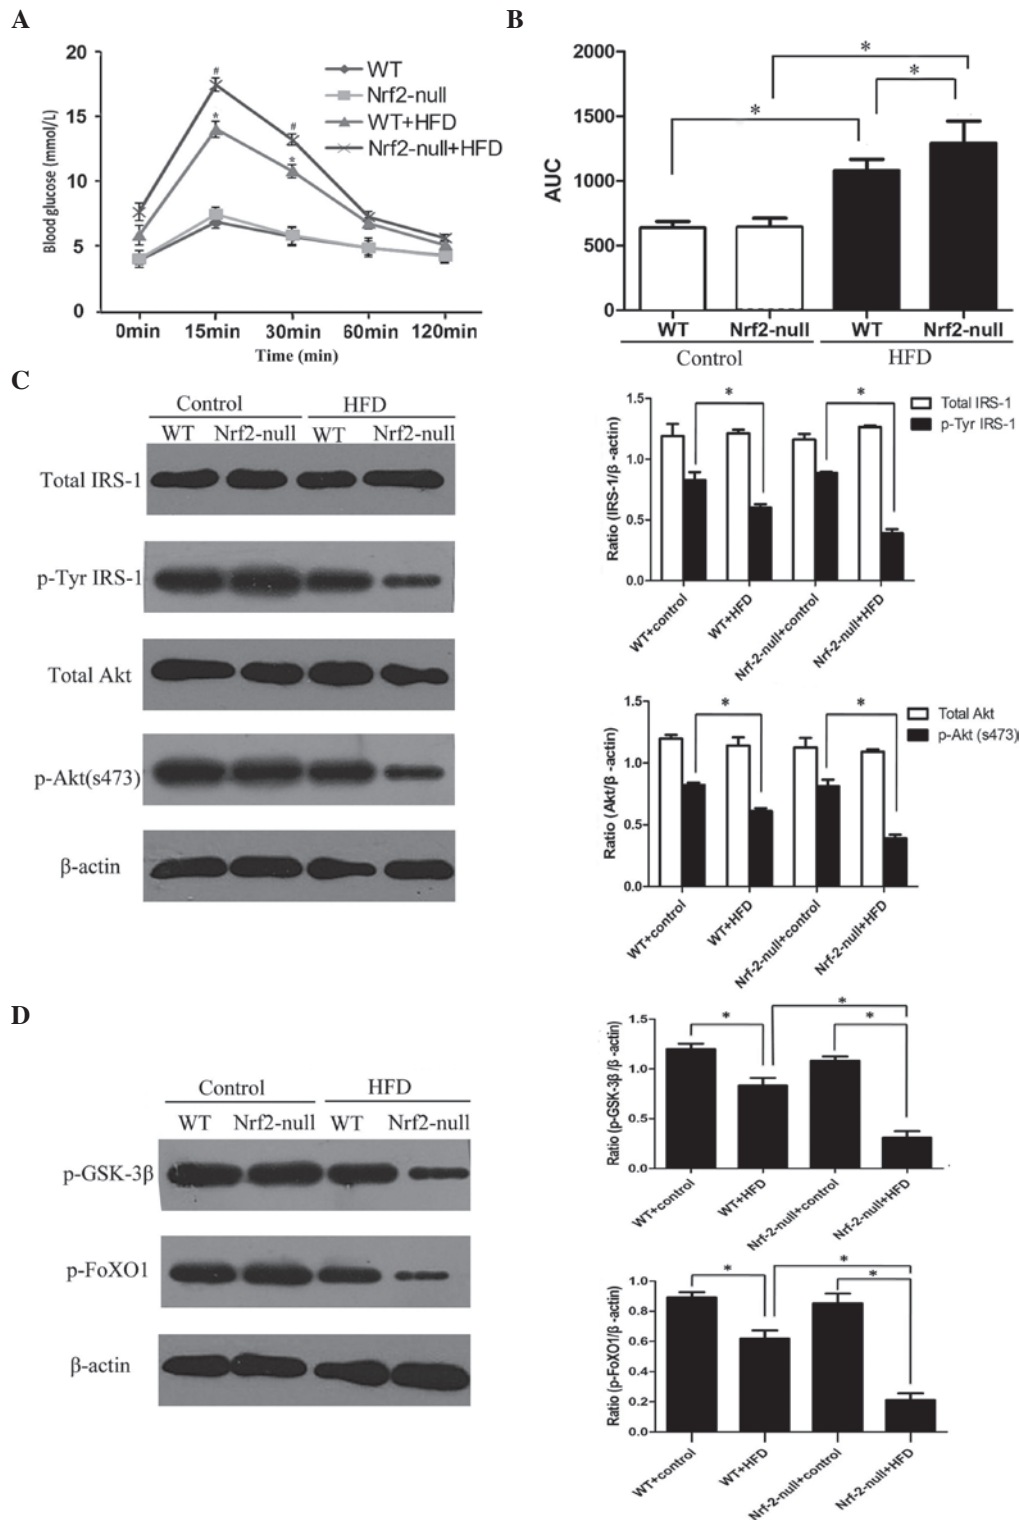 A
20
15
10
5
0
Blood glucose (mmol/L)
#
*
#
*
WT
Nrf2-null
WT+HFD
Nrf2-null+HFD
0min 15min 30min 60min 120min
Time (min)
B
2000
1500
1000
500
0
AUC
*
*
*
WT Nrf2-null WT Nrf2-null
Control HFD
C
Control HFD
WT Nrf2-null WT Nrf2-null
Total IRS-1
p-Tyr IRS-1
Total Akt
p-Akt(s473)
β-actin
1.5
1.0
0.5
0.0
Ratio (IRS-1/β -actin)
* *
Total IRS-1
p-Tyr IRS-1
WT+control WT+HFD Nrf-2-null+control Nrf-2-null+HFD
1.5
1.0
0.5
0.0
Ratio (Akt/β -actin)
* *
Total Akt
p-Akt (s473)
WT+control WT+HFD Nrf-2-null+control Nrf-2-null+HFD
D
Control HFD
WT Nrf2-null WT Nrf2-null
p-GSK-3β
p-FoXO1
β-actin
1.5
1.0
0.5
0.0
Ratio (p-GSK-3β/β -actin)
*
* *
WT+control WT+HFD Nrf-2-null+control Nrf-2-null+HFD
1.0
0.8
0.6
0.4
0.2
0.0
Ratio (p-FoXO1/β -actin)
*
* *
WT+control WT+HFD Nrf-2-null+control Nrf-2-null+HFD